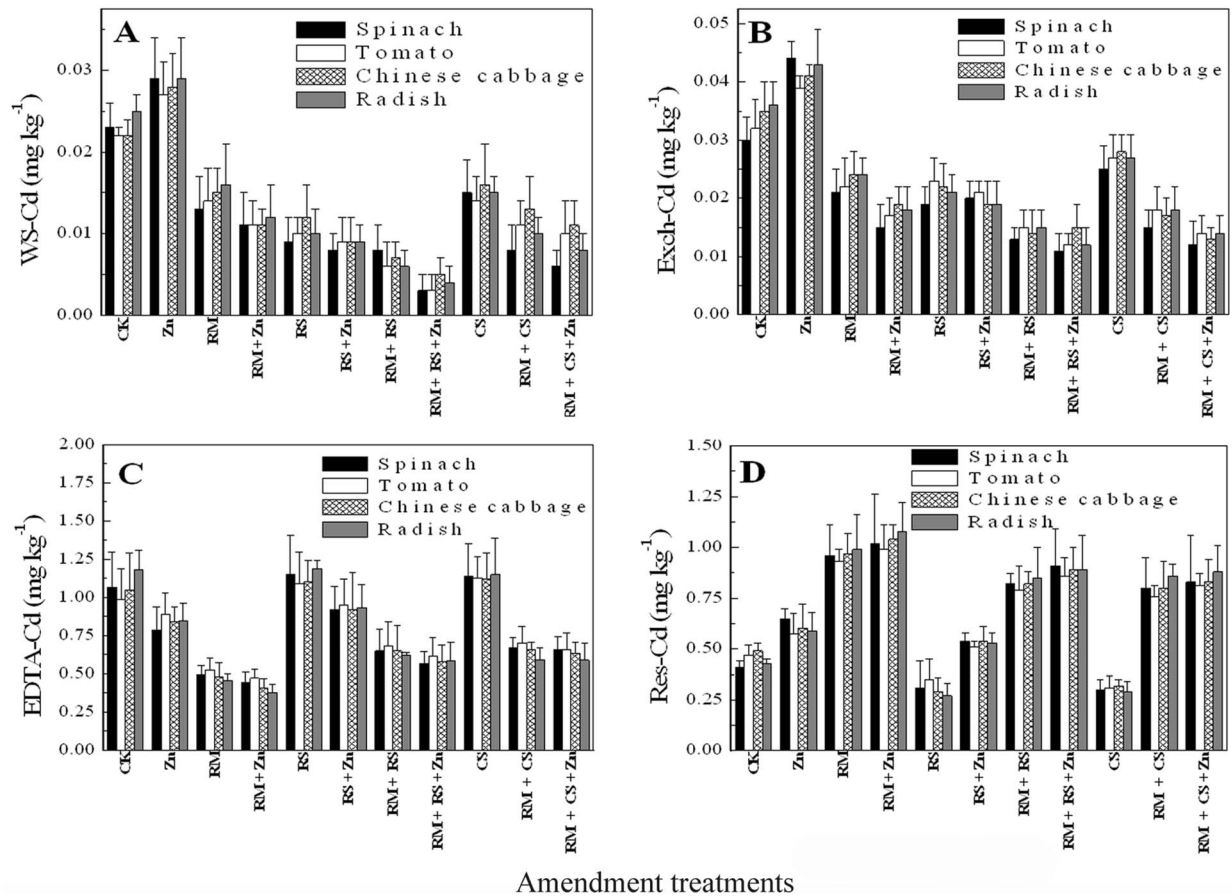 A
Spinach
Tomato
Chinese cabbage
Radish
WS-Cd (mg kg-1)
0.03
0.02
0.01
0.00
CK
Zn
RM
RM+Zn
RS
RS+Zn
RM+RS
RM+RS+Zn
CS
RM + CS
RM + CS +Zn
B
Spinach
Tomato
Chinese cabbage
Radish
Exch-Cd (mg kg-1)
0.05
0.04
0.03
0.02
0.01
0.00
CK
Zn
RM
RM+Zn
RS
RS+Zn
RM+RS
RM+RS+Zn
CS
RM + CS
RM + CS +Zn
C
Spinach
Tomato
Chinese cabbage
Radish
EDTA-Cd (mg kg-1)
2.00
1.75
1.50
1.25
1.00
0.75
0.50
0.25
0.00
CK
Zn
RM
RM+Zn
RS
RS+Zn
RM+RS
RM+RS+Zn
CS
RM + CS
RM + CS +Zn
D
Spinach
Tomato
Chinese cabbage
Radish
Res-Cd (mg kg-1)
1.50
1.25
1.00
0.75
0.50
0.25
0.00
CK
Zn
RM
RM+Zn
RS
RS+Zn
RM+RS
RM+RS+Zn
CS
RM + CS
RM + CS +Zn
Amendment treatments